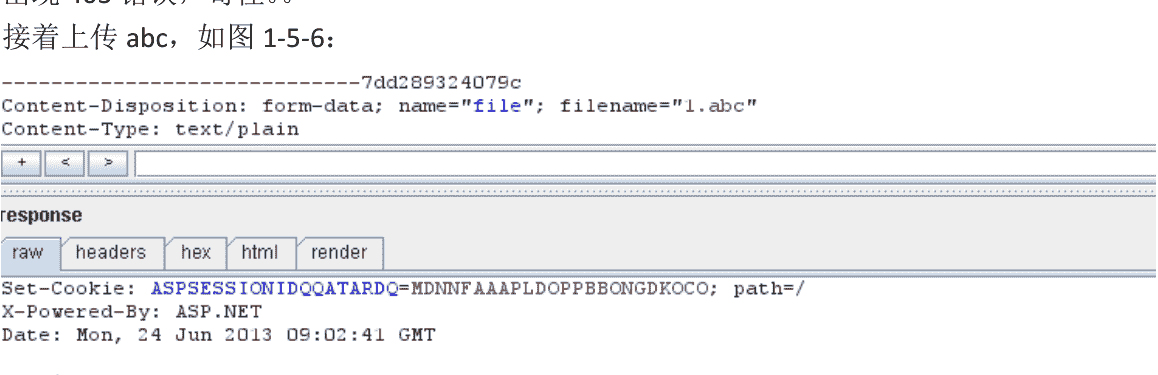 接着上传 abc，如图 1-5-6：
-----------------------------7dd289324079c
Content-Disposition: form-data; name="file"; filename="1.abc"
Content-Type: text/plain
+ < >
response
raw headers hex html render
Set-Cookie: ASPSESSIONIDQQATARDQ=MDNNFAAAPLDOPPBBONGDKOCO; path=/
X-Powered-By: ASP.NET
Date: Mon, 24 Jun 2013 09:02:41 GMT